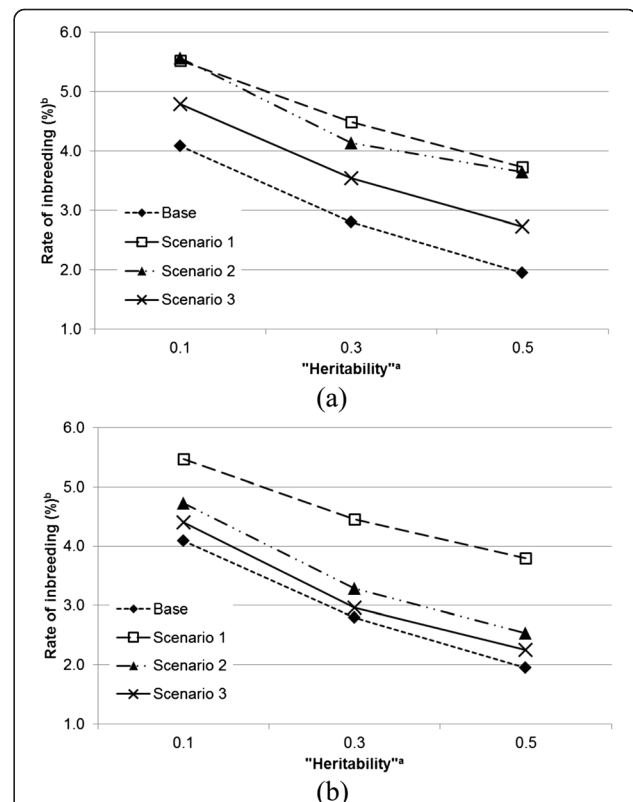 6.0
5.0
4.0
3.0
2.0
1.0
Rate of inbreeding (%)ᵇ
Base
Scenario 1
Scenario 2
Scenario 3
0.1 0.3 0.5
"Heritability"ᵃ
(a)
6.0
5.0
4.0
3.0
2.0
1.0
Rate of inbreeding (%)ᵇ
Base
Scenario 1
Scenario 2
Scenario 3
0.1 0.3 0.5
"Heritability"ᵃ
(b)